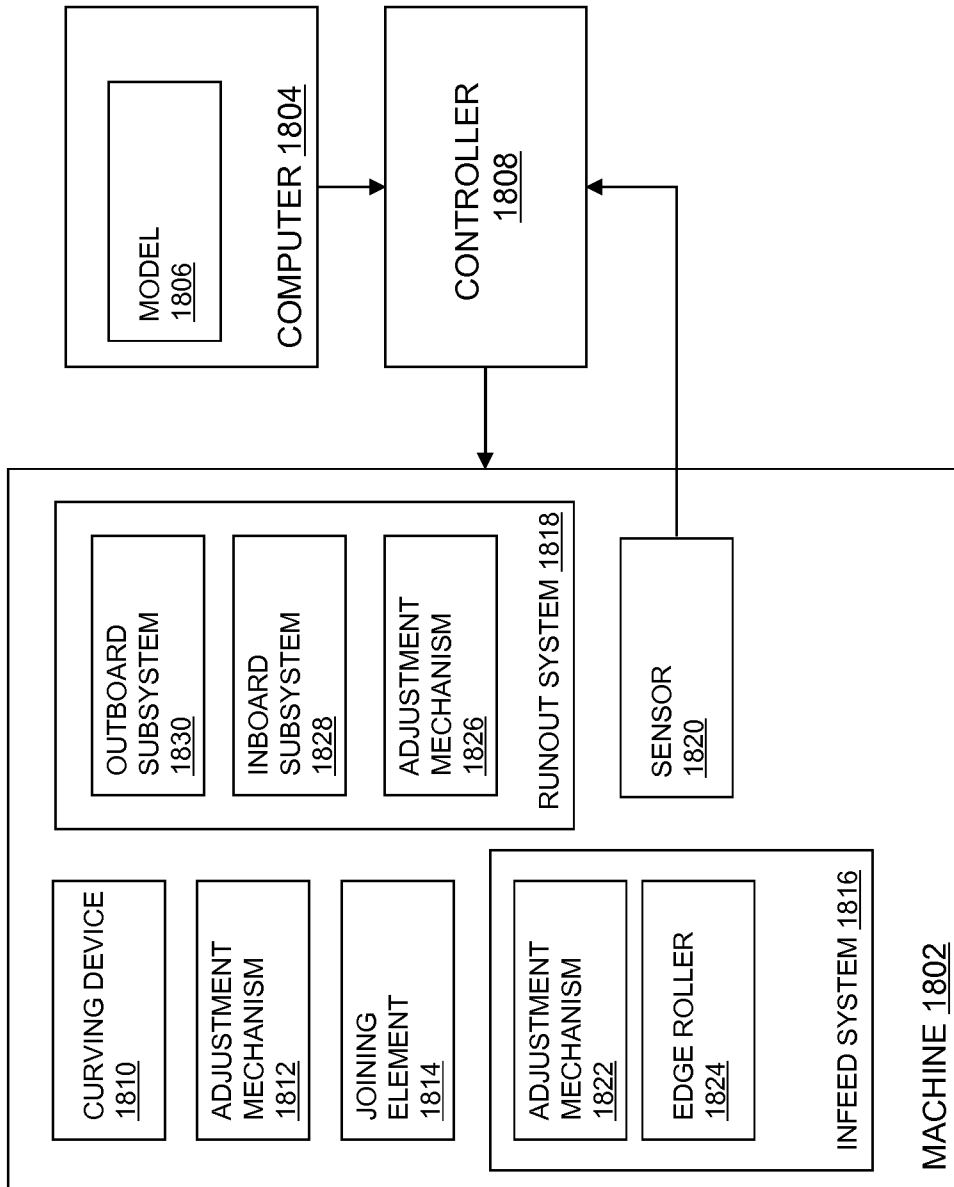 CURVING DEVICE
1810
ADJUSTMENT
MECHANISM
1812
JOINING
ELEMENT
1814
ADJUSTMENT
MECHANISM
1822
EDGE ROLLER
1824
INFEED SYSTEM 1816
MACHINE 1802
OUTBOARD
SUBSYSTEM
1830
INBOARD
SUBSYSTEM
1828
ADJUSTMENT
MECHANISM
1826
RUNOUT SYSTEM 1818
SENSOR
1820
MODEL
1806
COMPUTER 1804
CONTROLLER
1808